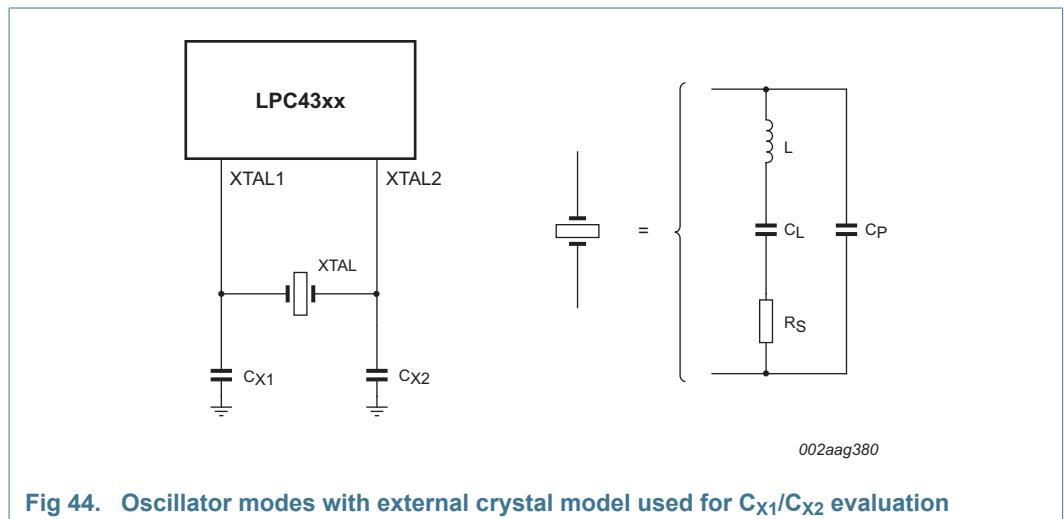 LPC43xx
XTAL1
XTAL2
XTAL
CX1
CX2
=
L
CL
CP
RS
002aag380
Fig 44. Oscillator modes with external crystal model used for CX1/CX2 evaluation